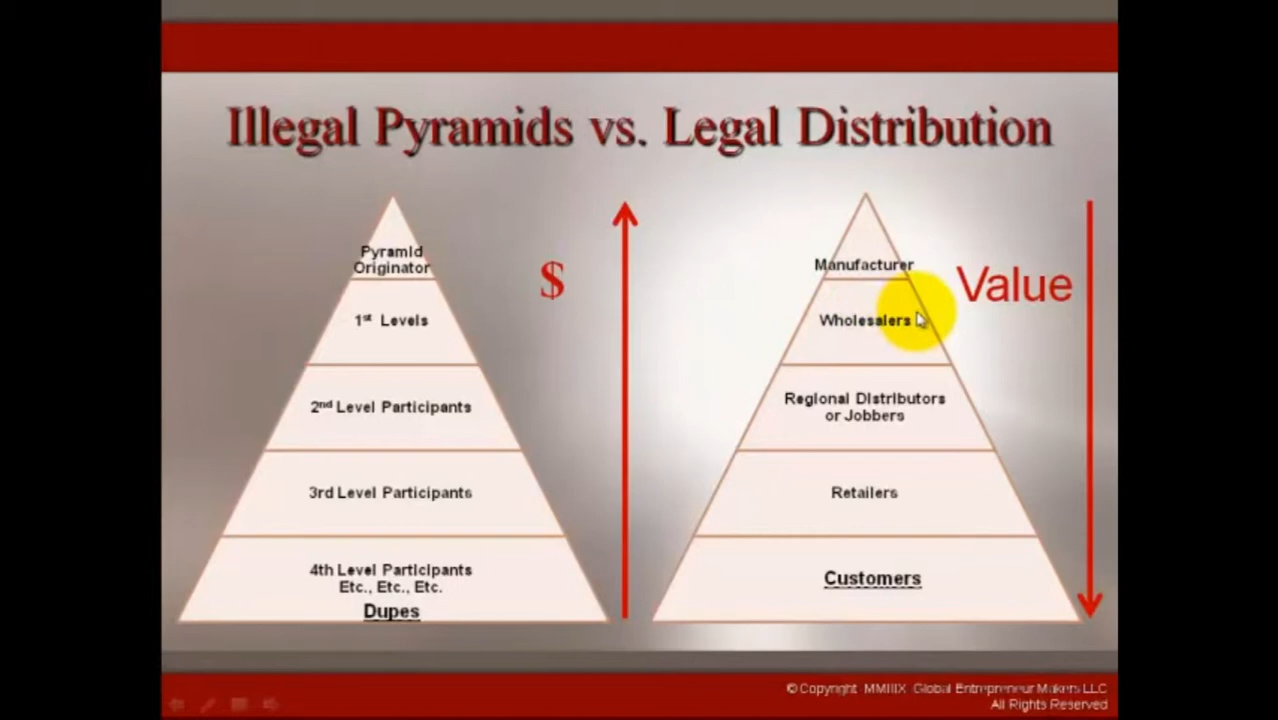 Illegal Pyramids vs. Legal Distribution
Pyramid
Originator
1st Levels
2nd Level Participants
3rd Level Participants
4th Level Participants
Etc., Etc., Etc.
Dupes
$
Manufacturer
Wholesalers
Regional Distributors
or Jobbers
Retailers
Customers
Value
© Copyright MMIIIX Global Entrepreneur Makers LLC
All Rights Reserved